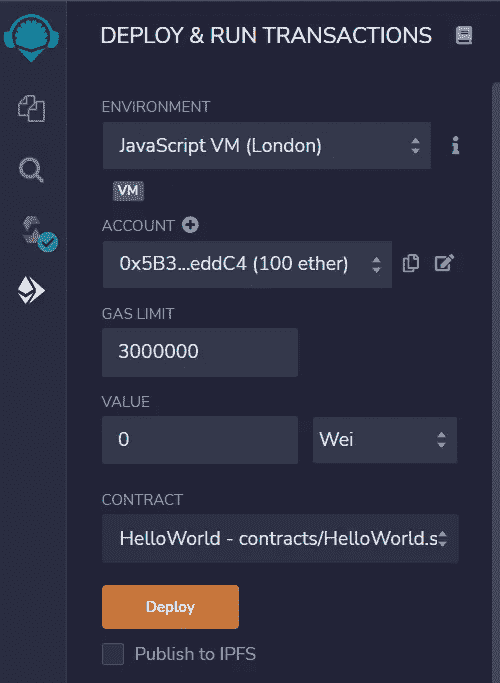 DEPLOY & RUN TRANSACTIONS
ENVIRONMENT
JavaScript VM (London)
VM
ACCOUNT
0x5B3...eddC4 (100 ether)
GAS LIMIT
3000000
VALUE
0 Wei
CONTRACT
HelloWorld - contracts/HelloWorld.s
Deploy
Publish to IPFS